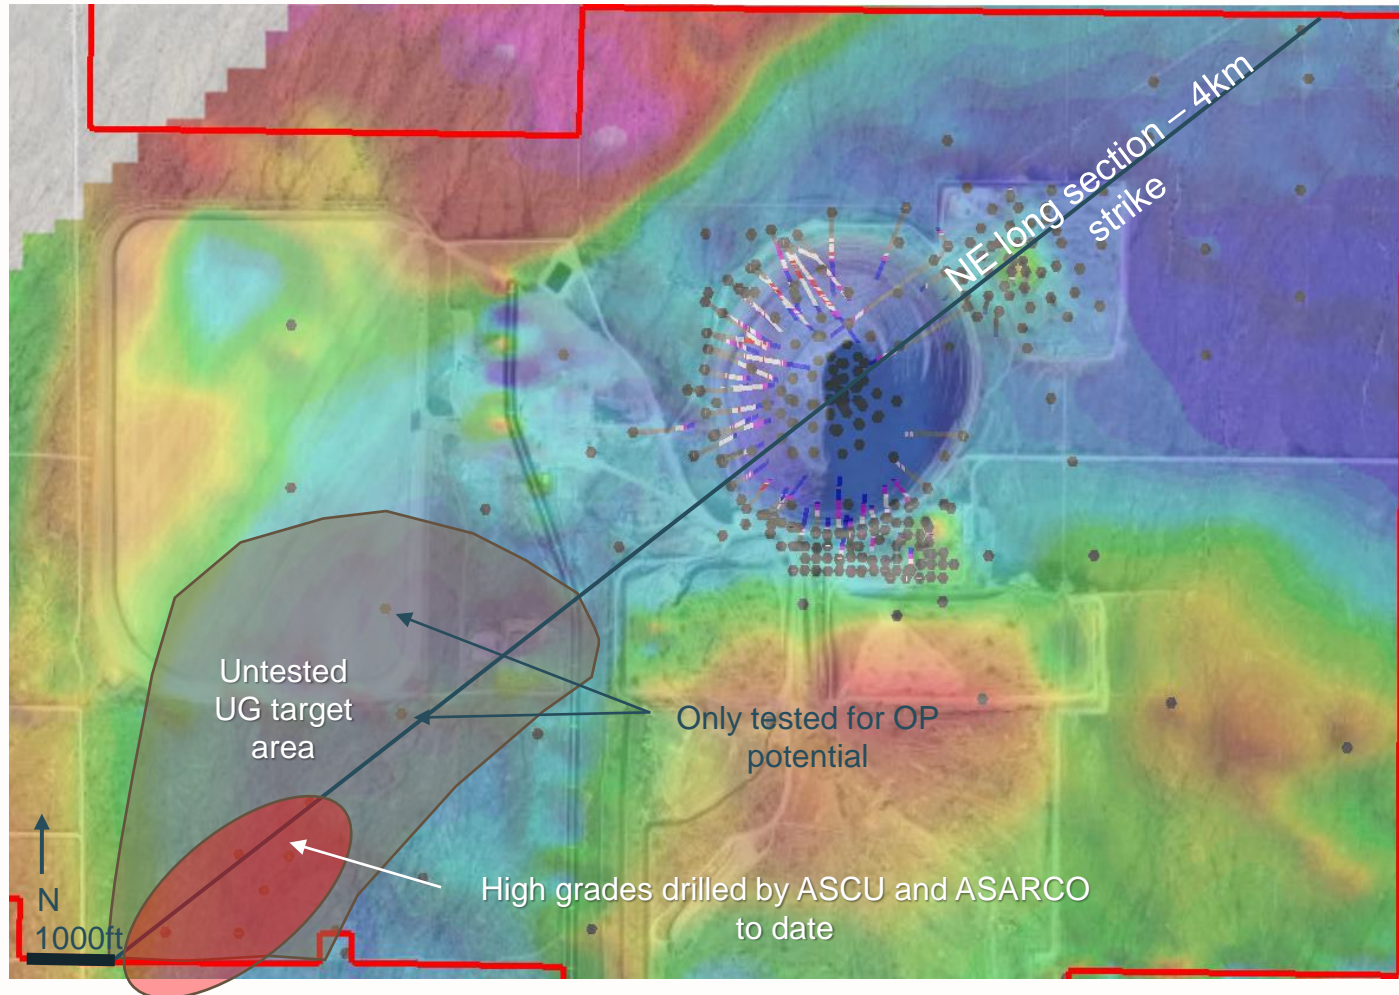 NE long section – 4km
strike
Untested
UG target
area
Only tested for OP
potential
High grades drilled by ASCU and ASARCO
to date
N
1000ft